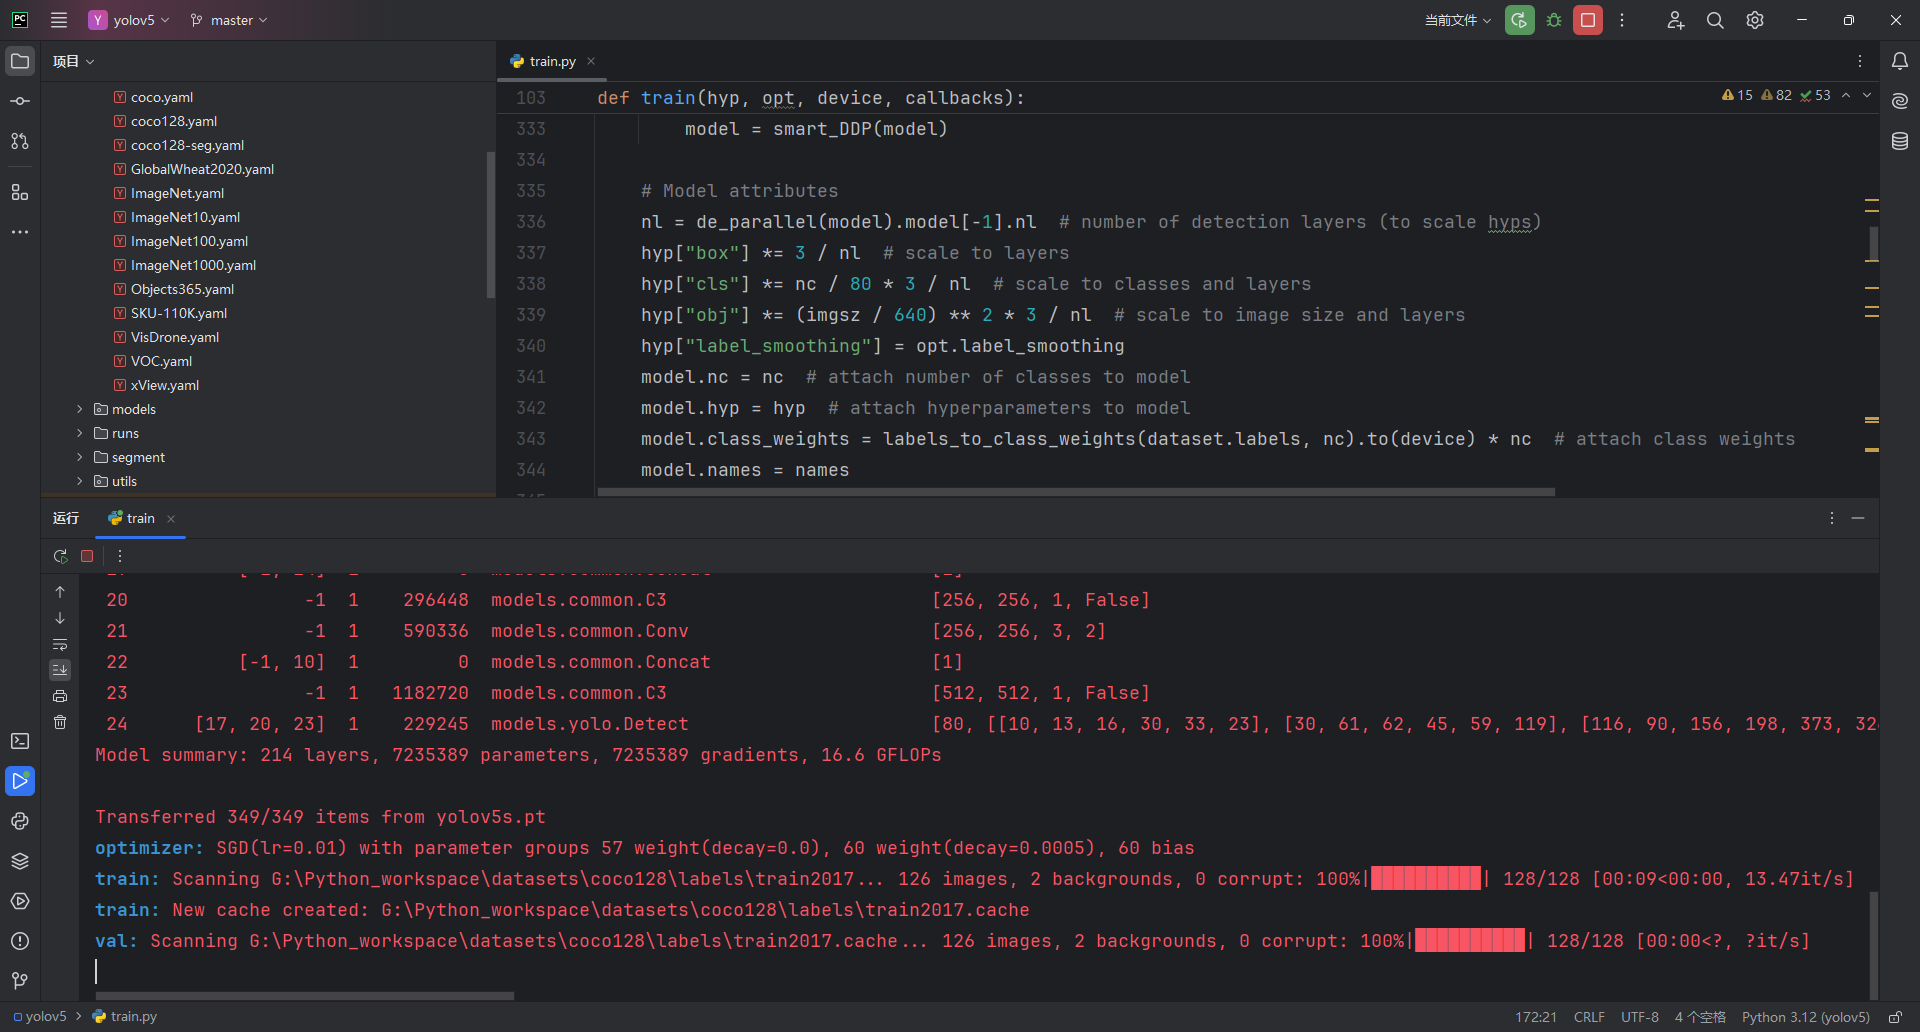 PC Y yolov5 master 当前文件
项目
train.py
coco.yaml
coco128.yaml
coco128-seg.yaml
GlobalWheat2020.yaml
ImageNet.yaml
ImageNet10.yaml
ImageNet100.yaml
ImageNet1000.yaml
Objects365.yaml
SKU-110K.yaml
VisDrone.yaml
VOC.yaml
xView.yaml
models
runs
segment
utils
103 def train(hyp, opt, device, callbacks):
15 82 53
333 model = smart_DDP(model)
334
335 # Model attributes
336 nl = de_parallel(model).model[-1].nl  # number of detection layers (to scale hyps)
337 hyp["box"] *= 3 / nl  # scale to layers
338 hyp["cls"] *= nc / 80 * 3 / nl  # scale to classes and layers
339 hyp["obj"] *= (imgsz / 640) ** 2 * 3 / nl  # scale to image size and layers
340 hyp["label_smoothing"] = opt.label_smoothing
341 model.nc = nc  # attach number of classes to model
342 model.hyp = hyp  # attach hyperparameters to model
343 model.class_weights = labels_to_class_weights(dataset.labels, nc).to(device) * nc  # attach class weights
344 model.names = names
运行 train
20 -1 1 296448 models.common.C3 [256, 256, 1, False]
21 -1 1 590336 models.common.Conv [256, 256, 3, 2]
22 [-1, 10] 1 0 models.common.Concat [1]
23 -1 1 1182720 models.common.C3 [512, 512, 1, False]
24 [17, 20, 23] 1 229245 models.yolo.Detect [80, [[10, 13, 16, 30, 33, 23], [30, 61, 62, 45, 59, 119], [116, 90, 156, 198, 373,
Model summary: 214 layers, 7235389 parameters, 7235389 gradients, 16.6 GFLOPs
Transferred 349/349 items from yolov5s.pt
optimizer: SGD(lr=0.01) with parameter groups 57 weight(decay=0.0), 60 weight(decay=0.0005), 60 bias
train: Scanning G:\Python_workspace\datasets\coco128\labels\train2017... 126 images, 2 backgrounds, 0 corrupt: 100%|██████████| 128/128 [00:09<00:00, 13.47it/s]
train: New cache created: G:\Python_workspace\datasets\coco128\labels\train2017.cache
val: Scanning G:\Python_workspace\datasets\coco128\labels\train2017.cache... 126 images, 2 backgrounds, 0 corrupt: 100%|██████████| 128/128 [00:00<?, ?it/s]
yolov5 > train.py 172:21 CRLF UTF-8 4 个空格 Python 3.12 (yolov5)